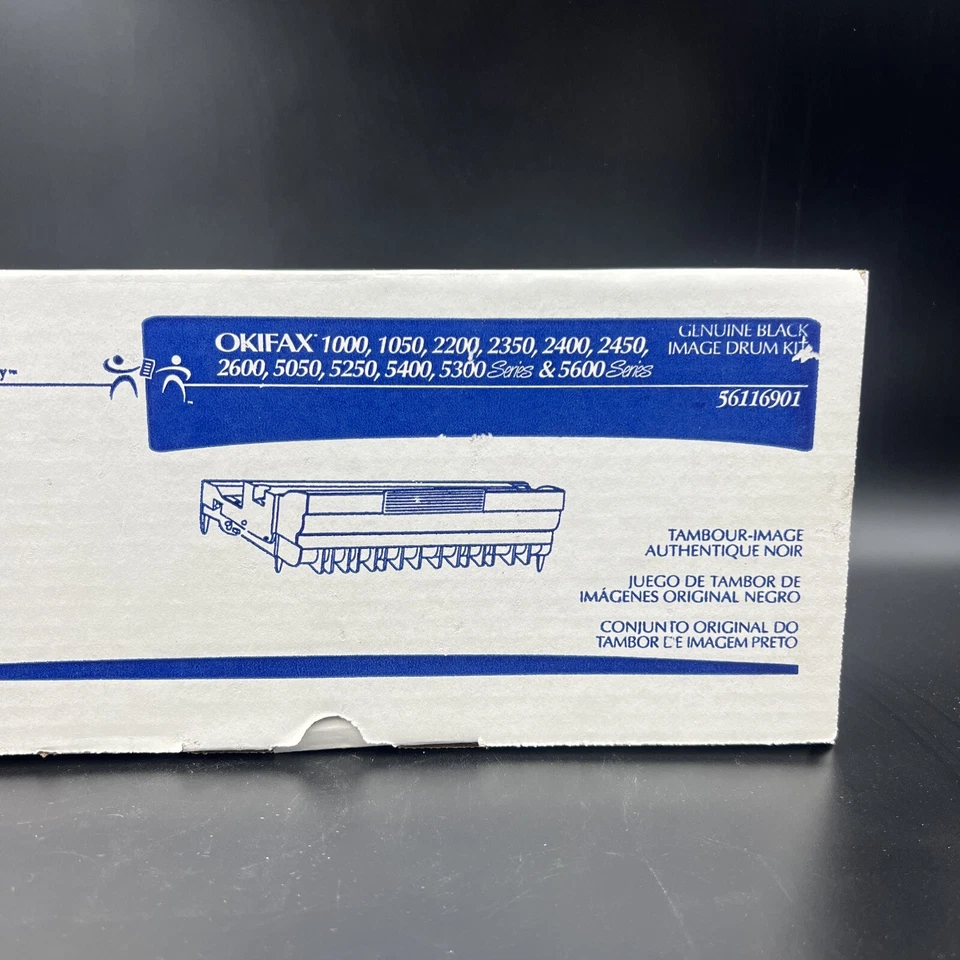 OKIFAX™ 1000, 1050, 2200, 2350, 2400, 2450,
2600, 5050, 5250, 5400, 5300 Series & 5600 Series
GENUINE BLACK
IMAGE DRUM KIT
56116901
TAMBOUR-IMAGE
AUTHENTIQUE NOIR
JUEGO DE TAMBOR DE
IMÁGENES ORIGINAL NEGRO
CONJUNTO ORIGINAL DO
TAMBOR DE IMAGEM PRETO